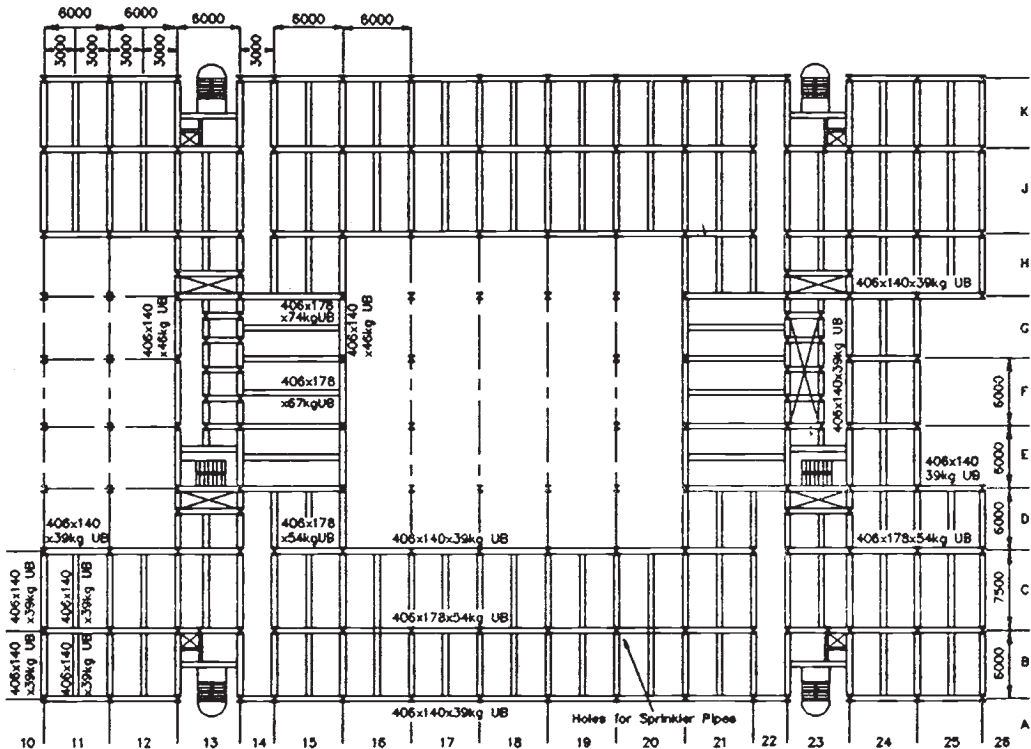 6000 6000 6000 6000 6000
3000 3000 3000 3000 3000
K
J
H
406x140x39kg UB
406x140
x46kg UB
406x178
x74kgUB
406x140
x46kg UB
G
406x178
x67kgUB
406x140x39kg UB
F
6000
E
6000
406x140
39kg UB
D
6000
406x140
x39kg UB
406x178
x54kgUB
406x140x39kg UB
406x178x54kg UB
406x140
x39kg UB
406x140
x39kg UB
C
7500
406x178x54kg UB
406x140
x39kg UB
406x140
x39kg UB
B
6000
406x140x39kg UB
Holes for Sprinkler Pipes
A
10 11 12 13 14 15 16 17 18 19 20 21 22 23 24 25 26